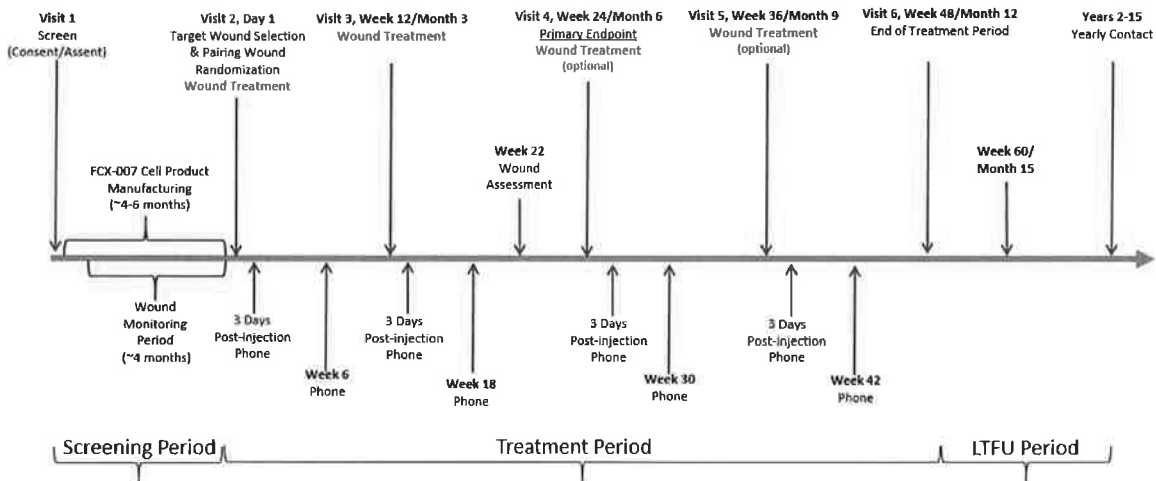 Visit 1
Screen
(Consent/Assent)
Visit 2, Day 1
Target Wound Selection
& Pairing Wound
Randomization
Wound Treatment
Visit 3, Week 12/Month 3
Wound Treatment
Visit 4, Week 24/Month 6
Primary Endpoint
Wound Treatment
(optional)
Visit 5, Week 36/Month 9
Wound Treatment
(optional)
Visit 6, Week 48/Month 12
End of Treatment Period
Years 2-15
Yearly Contact
FCX-007 Cell Product
Manufacturing
(~4-6 months)
Week 22
Wound
Assessment
Week 60/
Month 15
Wound
Monitoring
Period
(~4 months)
3 Days
Post-injection
Phone
Week 6
Phone
3 Days
Post-injection
Phone
Week 18
Phone
3 Days
Post-injection
Phone
Week 30
Phone
3 Days
Post-injection
Phone
Week 42
Phone
Screening Period
Treatment Period
LTFU Period